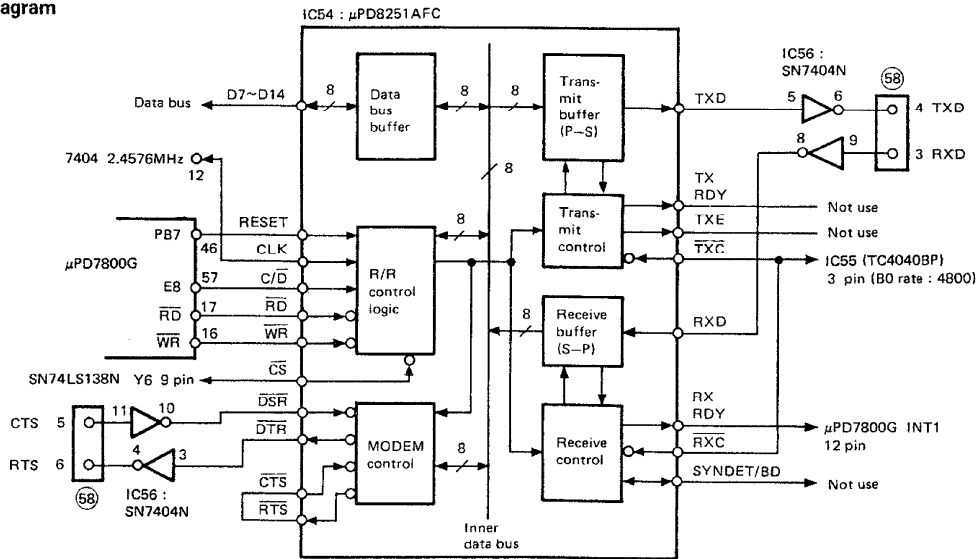 agram
IC54 : μPD8251AFC
Data bus
D7~D14
8
Data
bus
buffer
8
8
Trans-
mit
buffer
(P-S)
TXD
IC56 :
SN7404N
58
5
6
4 TXD
8
9
3 RXD
7404 2.4576MHz
12
8
PB7
RESET
46
CLK
μPD7800G
E8
57
C/D
RD
17
RD
WR
16
WR
R/R
control
logic
8
Trans-
mit
control
TX
RDY
Not use
TXE
Not use
TXC
IC55 (TC4040BP)
3 pin (B0 rate : 4800)
8
Receive
buffer
(S-P)
RXD
SN74LS138N Y6 9 pin
CS
CTS 5
11
10
DSR
DTR
RTS 6
4
3
58
IC56 :
SN7404N
CTS
RTS
MODEM
control
8
Receive
control
RX
RDY
μPD7800G INT1
12 pin
RXC
SYNDET/BD
Not use
Inner
data bus